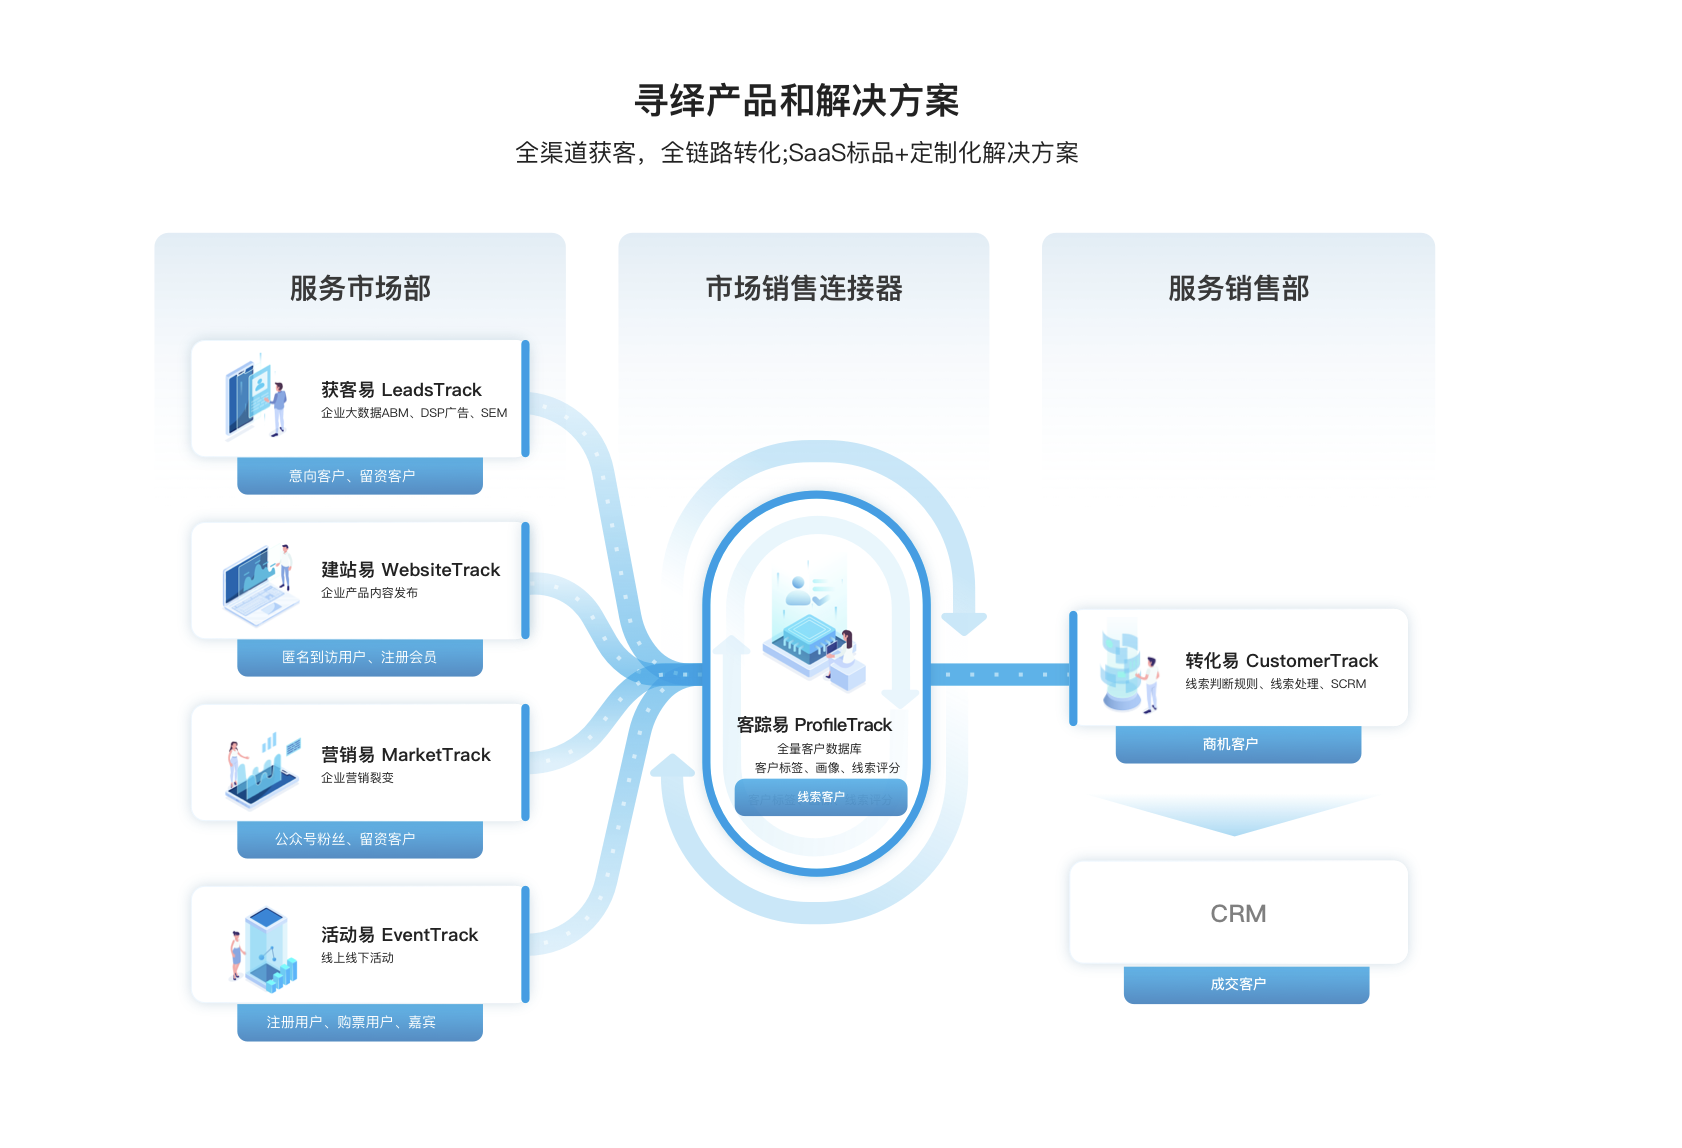 寻绎产品和解决方案
全渠道获客，全链路转化;SaaS标品+定制化解决方案
服务市场部
获客易 LeadsTrack
企业大数据ABM、DSP广告、SEM
意向客户、留资客户
建站易 WebsiteTrack
企业产品内容发布
匿名到访用户、注册会员
营销易 MarketTrack
企业营销裂变
公众号粉丝、留资客户
活动易 EventTrack
线上线下活动
注册用户、购票用户、嘉宾
市场销售连接器
客踪易 ProfileTrack
全量客户数据库
客户标签、画像、线索评分
线索客户
服务销售部
转化易 CustomerTrack
线索判断规则、线索处理、SCRM
商机客户
CRM
成交客户